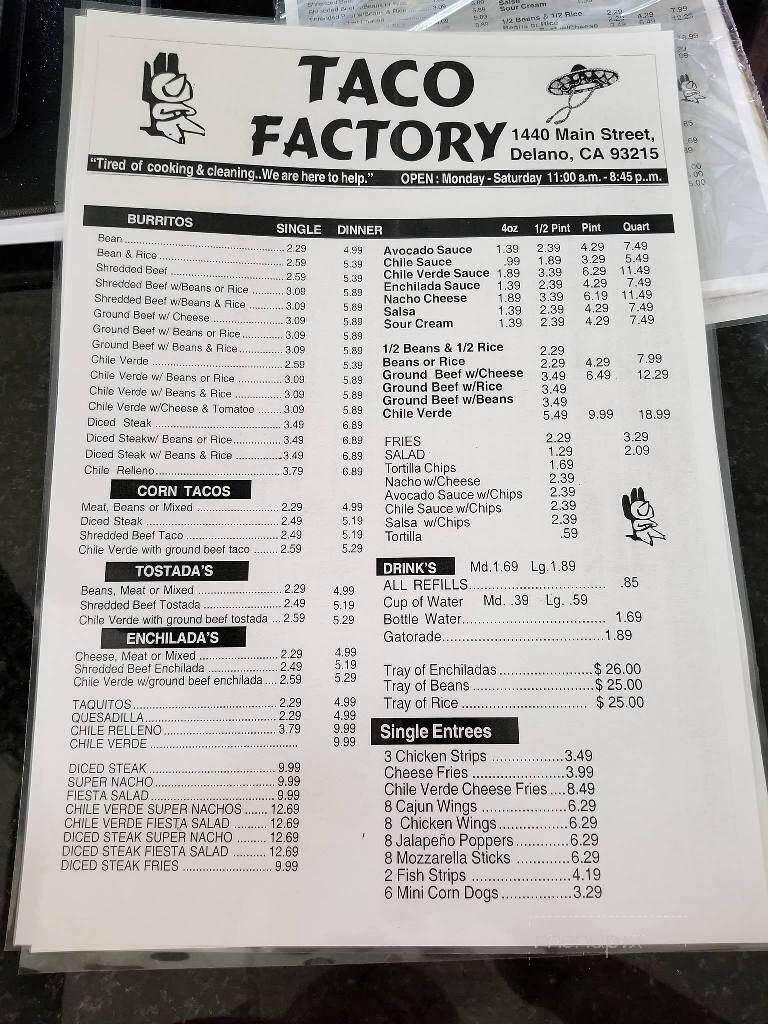 TACO
FACTORY
1440 Main Street,
Delano, CA 93215
"Tired of cooking & cleaning..We are here to help." OPEN : Monday - Saturday 11:00 a.m. - 8:45 p..m.
BURRITOS SINGLE DINNER
Bean 2.29 4.99
Bean & Rice 2.59 5.39
Shredded Beef 2.59 5.39
Shredded Beef w/Beans or Rice 3.09 5.89
Shredded Beef w/Beans & Rice 3.09 5.89
Ground Beef w/ Cheese 3.09 5.89
Ground Beef w/ Beans or Rice 3.09 5.89
Ground Beef w/ Beans & Rice 3.09 5.89
Chile Verde 2.59 5.39
Chile Verde w/ Beans or Rice 3.09 5.89
Chile Verde w/ Beans & Rice 3.09 5.89
Chile Verde w/Cheese & Tomatoe 3.09 5.89
Diced Steak 3.49 6.89
Diced Steakw/ Beans or Rice 3.49 6.89
Diced Steak w/ Beans & Rice 3.49 6.89
Chile Relleno 3.79 6.89
CORN TACOS
Meat, Beans or Mixed 2.29 4.99
Diced Steak 2.49 5.19
Shredded Beef Taco 2.49 5.19
Chile Verde with ground beef taco 2.59 5.29
TOSTADA'S
Beans, Meat or Mixed 2.29 4.99
Shredded Beef Tostada 2.49 5.19
Chile Verde with ground beef tostada 2.59 5.29
ENCHILADA'S
Cheese, Meat or Mixed 2.29 4.99
Shredded Beef Enchilada 2.49 5.19
Chile Verde w/ground beef enchilada 2.59 5.29
TAQUITOS 2.29 4.99
QUESADILLA 2.29 4.99
CHILE RELLENO 3.79 9.99
CHILE VERDE 9.99
DICED STEAK 9.99
SUPER NACHO 9.99
FIESTA SALAD 9.99
CHILE VERDE SUPER NACHOS 12.69
CHILE VERDE FIESTA SALAD 12.69
DICED STEAK SUPER NACHO 12.69
DICED STEAK FIESTA SALAD 12.69
DICED STEAK FRIES 9.99
4oz 1/2 Pint Pint Quart
Avocado Sauce 1.39 2.39 4.29 7.49
Chile Sauce .99 1.89 3.29 5.49
Chile Verde Sauce 1.89 3.39 6.29 11.49
Enchilada Sauce 1.39 2.39 4.29 7.49
Nacho Cheese 1.89 3.39 6.19 11.49
Salsa 1.39 2.39 4.29 7.49
Sour Cream 1.39 2.39 4.29 7.49
1/2 Beans & 1/2 Rice 2.29
Beans or Rice 2.29 4.29 7.99
Ground Beef w/Cheese 3.49 6.49 12.29
Ground Beef w/Rice 3.49
Ground Beef w/Beans 3.49
Chile Verde 5.49 9.99 18.99
FRIES 2.29 3.29
SALAD 1.29 2.09
Tortilla Chips 1.69
Nacho w/Cheese 2.39
Avocado Sauce w/Chips 2.39
Chile Sauce w/Chips 2.39
Salsa w/Chips 2.39
Tortilla .59
DRINK'S Md.1.69 Lg.1.89
ALL REFILLS .85
Cup of Water Md. .39 Lg. .59
Bottle Water 1.69
Gatorade 1.89
Tray of Enchiladas $ 26.00
Tray of Beans $ 25.00
Tray of Rice $ 25.00
Single Entrees
3 Chicken Strips 3.49
Cheese Fries 3.99
Chile Verde Cheese Fries 8.49
8 Cajun Wings 6.29
8 Chicken Wings 6.29
8 Jalapeño Poppers 6.29
8 Mozzarella Sticks 6.29
2 Fish Strips 4.19
6 Mini Corn Dogs 3.29